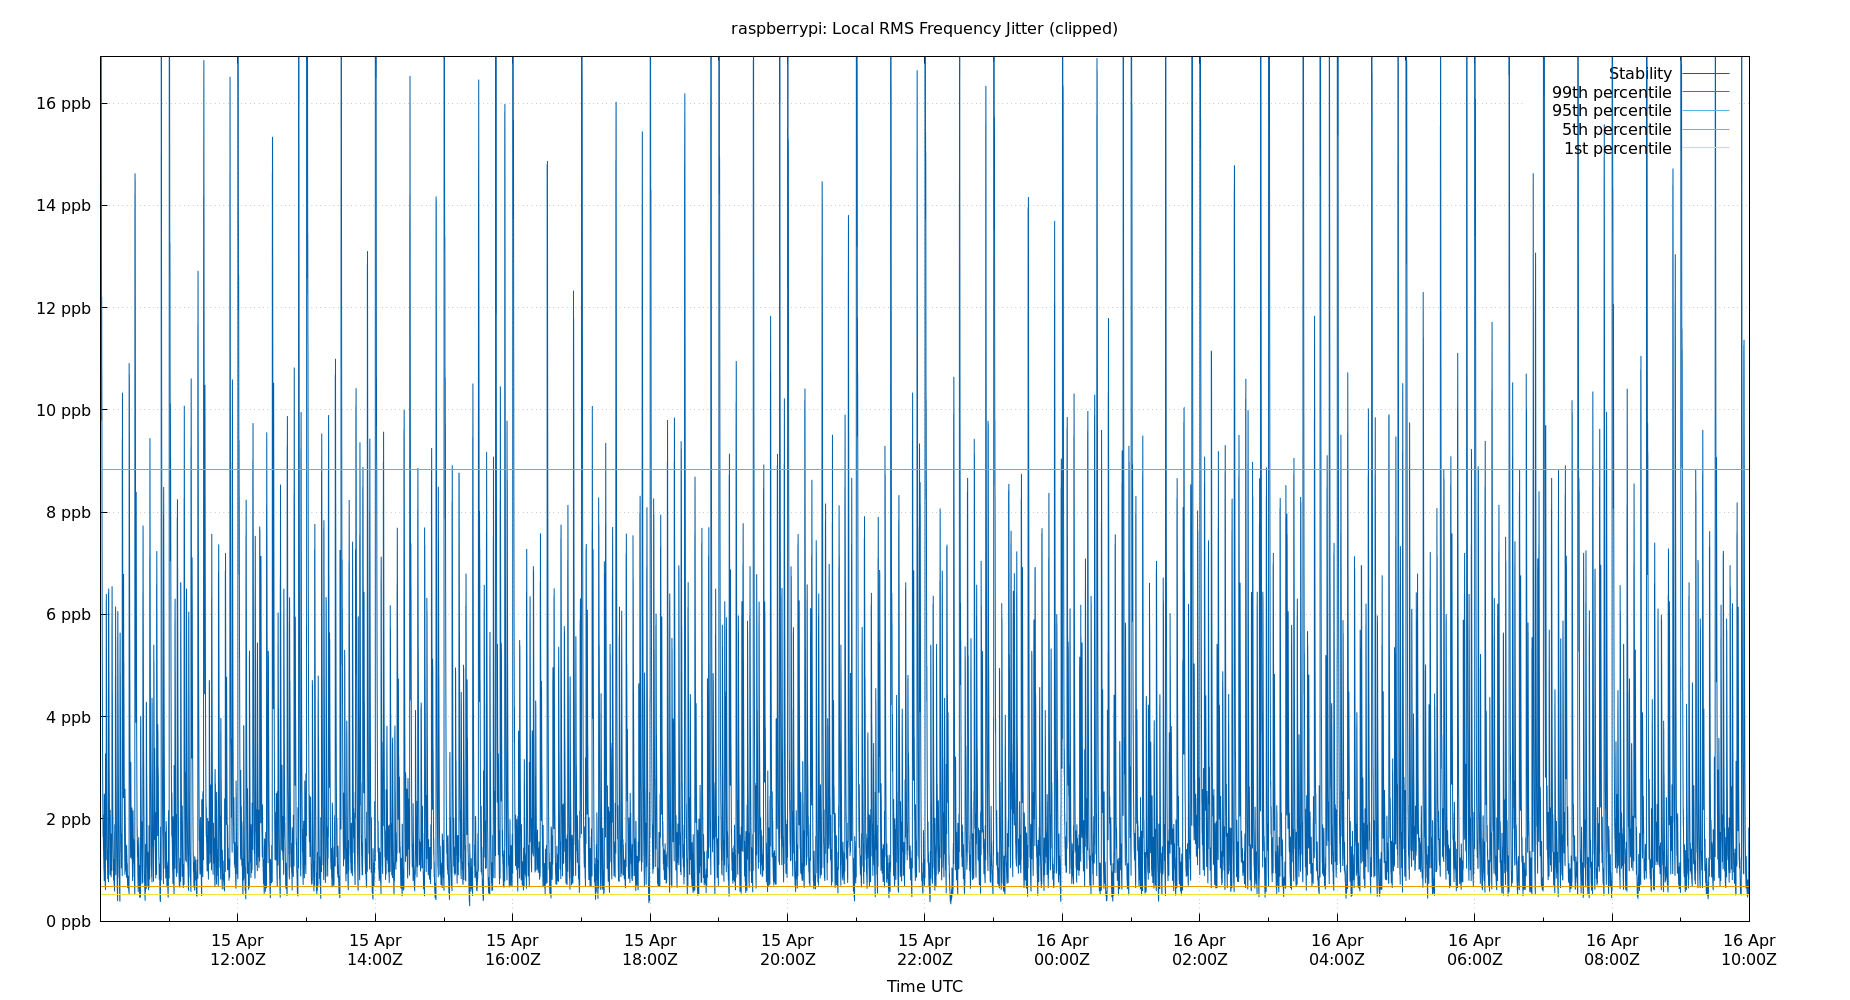 raspberrypi: Local RMS Frequency Jitter (clipped)
Stability
99th percentile
95th percentile
5th percentile
1st percentile
16 ppb
14 ppb
12 ppb
10 ppb
8 ppb
6 ppb
4 ppb
2 ppb
0 ppb
15 Apr 15 Apr 15 Apr 15 Apr 15 Apr 15 Apr 16 Apr 16 Apr 16 Apr 16 Apr 16 Apr 16 Apr
12:00Z 14:00Z 16:00Z 18:00Z 20:00Z 22:00Z 00:00Z 02:00Z 04:00Z 06:00Z 08:00Z 10:00Z
Time UTC